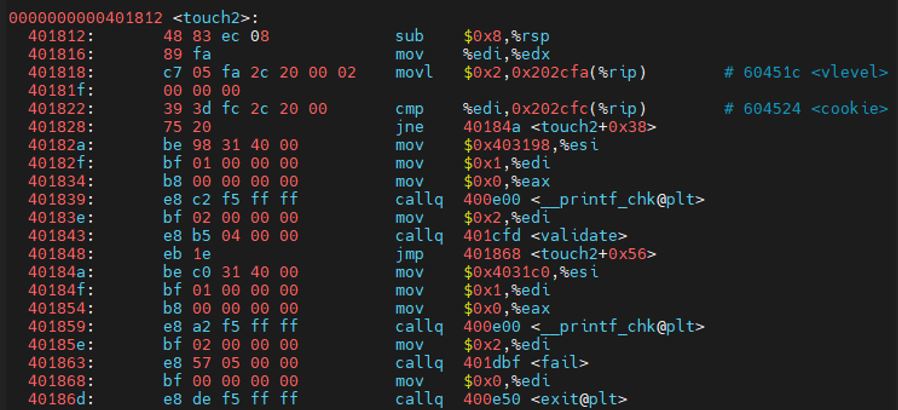 0000000000401812 <touch2>:
401812: 48 83 ec 08 sub $0x8,%rsp
401816: 89 fa mov %edi,%edx
401818: c7 05 fa 2c 20 00 02 movl $0x2,0x202cfa(%rip) # 60451c <vlevel>
40181f: 00 00 00
401822: 39 3d fc 2c 20 00 cmp %edi,0x202cfc(%rip) # 604524 <cookie>
401828: 75 20 jne 40184a <touch2+0x38>
40182a: be 98 31 40 00 mov $0x403198,%esi
40182f: bf 01 00 00 00 mov $0x1,%edi
401834: b8 00 00 00 00 mov $0x0,%eax
401839: e8 c2 f5 ff ff callq 400e00 <__printf_chk@plt>
40183e: bf 02 00 00 00 mov $0x2,%edi
401843: e8 b5 04 00 00 callq 401cfd <validate>
401848: eb 1e jmp 401868 <touch2+0x56>
40184a: be c0 31 40 00 mov $0x4031c0,%esi
40184f: bf 01 00 00 00 mov $0x1,%edi
401854: b8 00 00 00 00 mov $0x0,%eax
401859: e8 a2 f5 ff ff callq 400e00 <__printf_chk@plt>
40185e: bf 02 00 00 00 mov $0x2,%edi
401863: e8 57 05 00 00 callq 401dbf <fail>
401868: bf 00 00 00 00 mov $0x0,%edi
40186d: e8 de f5 ff ff callq 400e50 <exit@plt>